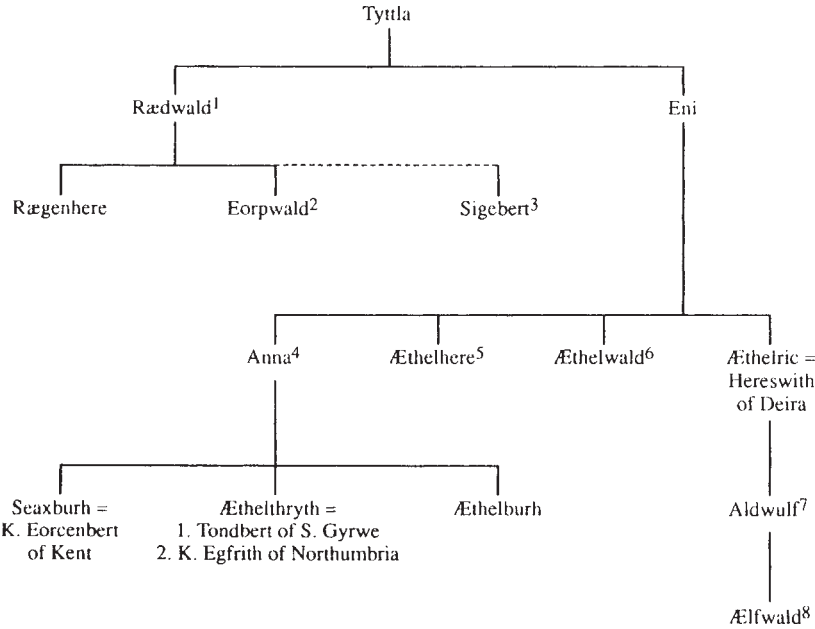 Tyttla
Rædwald¹
Eni
Rægenhere
Eorpwald²
Sigebert³
Anna⁴
Æthelhere⁵
Æthelwald⁶
Æthelric =
Hereswith
of Deira
Seaxburh =
K. Eorcenbert
of Kent
Æthelthryth =
1. Tondbert of S. Gyrwe
2. K. Egfrith of Northumbria
Æthelburh
Aldwulf⁷
Ælfwald⁸